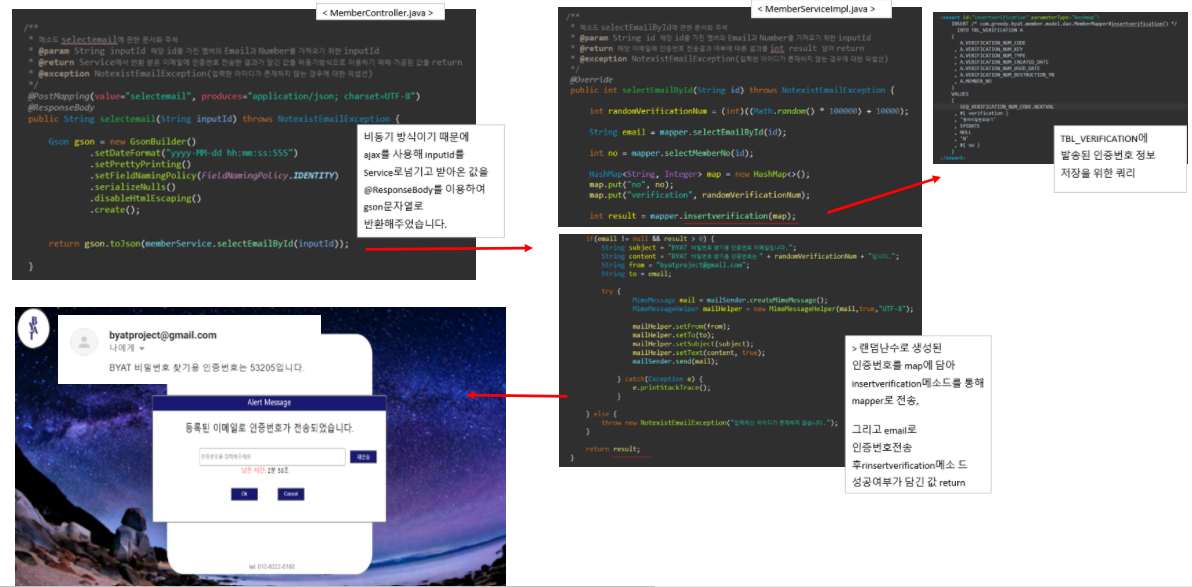 < MemberController.java >
/**
* 메소드 selectemail에 관한 문서화 주석
* @param String inputId 해당 id를 가진 멤버의 Email과 Number를 가져오기 위한 inputId
* @return Service에서 반환 받은 이메일에 인증번호 전송한 결과가 담긴 값을 비동기방식으로 이용하기 위해 가공된 값을 return
* @exception NotexistEmailException(입력한 아이디가 존재하지 않는 경우에 대한 익셉션)
*/
@PostMapping(value="selectemail", produces="application/json; charset=UTF-8")
@ResponseBody
public String selectemail(String inputId) throws NotexistEmailException {
Gson gson = new GsonBuilder()
.setDateFormat("yyyy-MM-dd hh:mm:ss:SSS")
.setPrettyPrinting()
.setFieldNamingPolicy(FieldNamingPolicy.IDENTITY)
.serializeNulls()
.disableHtmlEscaping()
.create();
return gson.toJson(memberService.selectEmailById(inputId));
}
비동기 방식이기 때문에
ajax를 사용해 inputId를
Service로넘기고 받아온 값을
@ResponseBody를 이용하여
gson문자열로
반환해주었습니다.
< MemberServiceImpl.java >
/**
* 메소드 selectEmailById에 관한 문서화 주석
* @param String id 해당 id를 가진 멤버의 Email과 Number를 가져오기 위한 inputId
* @return 해당 이메일에 인증번호 전송결과 여부에 따른 결과를 int result 담아 return
* @exception NotexistEmailException(입력한 아이디가 존재하지 않는 경우에 대한 익셉션)
*/
@Override
public int selectEmailById(String id) throws NotexistEmailException {
int randomVerificationNum = (int)((Math.random() * 100000) + 10000);
String email = mapper.selectEmailById(id);
int no = mapper.selectMemberNo(id);
HashMap<String, Integer> map = new HashMap<>();
map.put("no", no);
map.put("verification", randomVerificationNum);
int result = mapper.insertverification(map);
if(email != null && result > 0) {
String subject = "BYAT 비밀번호 찾기용 인증번호 이메일입니다.";
String content = "BYAT 비밀번호 찾기용 인증번호는 " + randomVerificationNum + "입니다.";
String from = "byatproject@gmail.com";
String to = email;
try {
MimeMessage mail = mailSender.createMimeMessage();
MimeMessageHelper mailHelper = new MimeMessageHelper(mail,true,"UTF-8");
mailHelper.setFrom(from);
mailHelper.setTo(to);
mailHelper.setSubject(subject);
mailHelper.setText(content, true);
mailSender.send(mail);
} catch(Exception e) {
e.printStackTrace();
}
} else {
throw new NotexistEmailException("입력하신 아이디가 존재하지 않습니다.");
}
return result;
}
<insert id="insertverification" parameterType="hashmap">
INSERT /* com.greedy.byat.member.model.dao.MemberMapper#insertverification() */
INTO TBL_VERIFICATION A
(
A.VERIFICATION_NUM_CODE
, A.VERIFICATION_NUM_KEY
, A.VERIFICATION_NUM_TYPE
, A.VERIFICATION_NUM_CREATED_DATE
, A.VERIFICATION_NUM_USED_DATE
, A.VERIFICATION_NUM_DESTRUCTION_YN
, A.MEMBER_NO
)
VALUES
(
SEQ_VERIFICATION_NUM_CODE.NEXTVAL
, #{ verification }
, SYSDATE
, NULL
, 'N'
, #{ no }
)
</insert>
TBL_VERIFICATION에
발송된 인증번호 정보
저장을 위한 쿼리
> 랜덤난수로 생성된
인증번호를 map에 담아
insertverification메소드를 통해
mapper로 전송,
그리고 email로
인증번호전송
후rinsertverification메소 드
성공여부가 담긴 값 return
BYAT
byatproject@gmail.com
나에게
BYAT 비밀번호 찾기용 인증번호는 53205입니다.
Alert Message
등록된 이메일로 인증번호가 전송되었습니다.
인증번호를 입력해주세요
재전송
남은 시간: 2분 53초
Ok Cancel
tel: 010-6222-0160